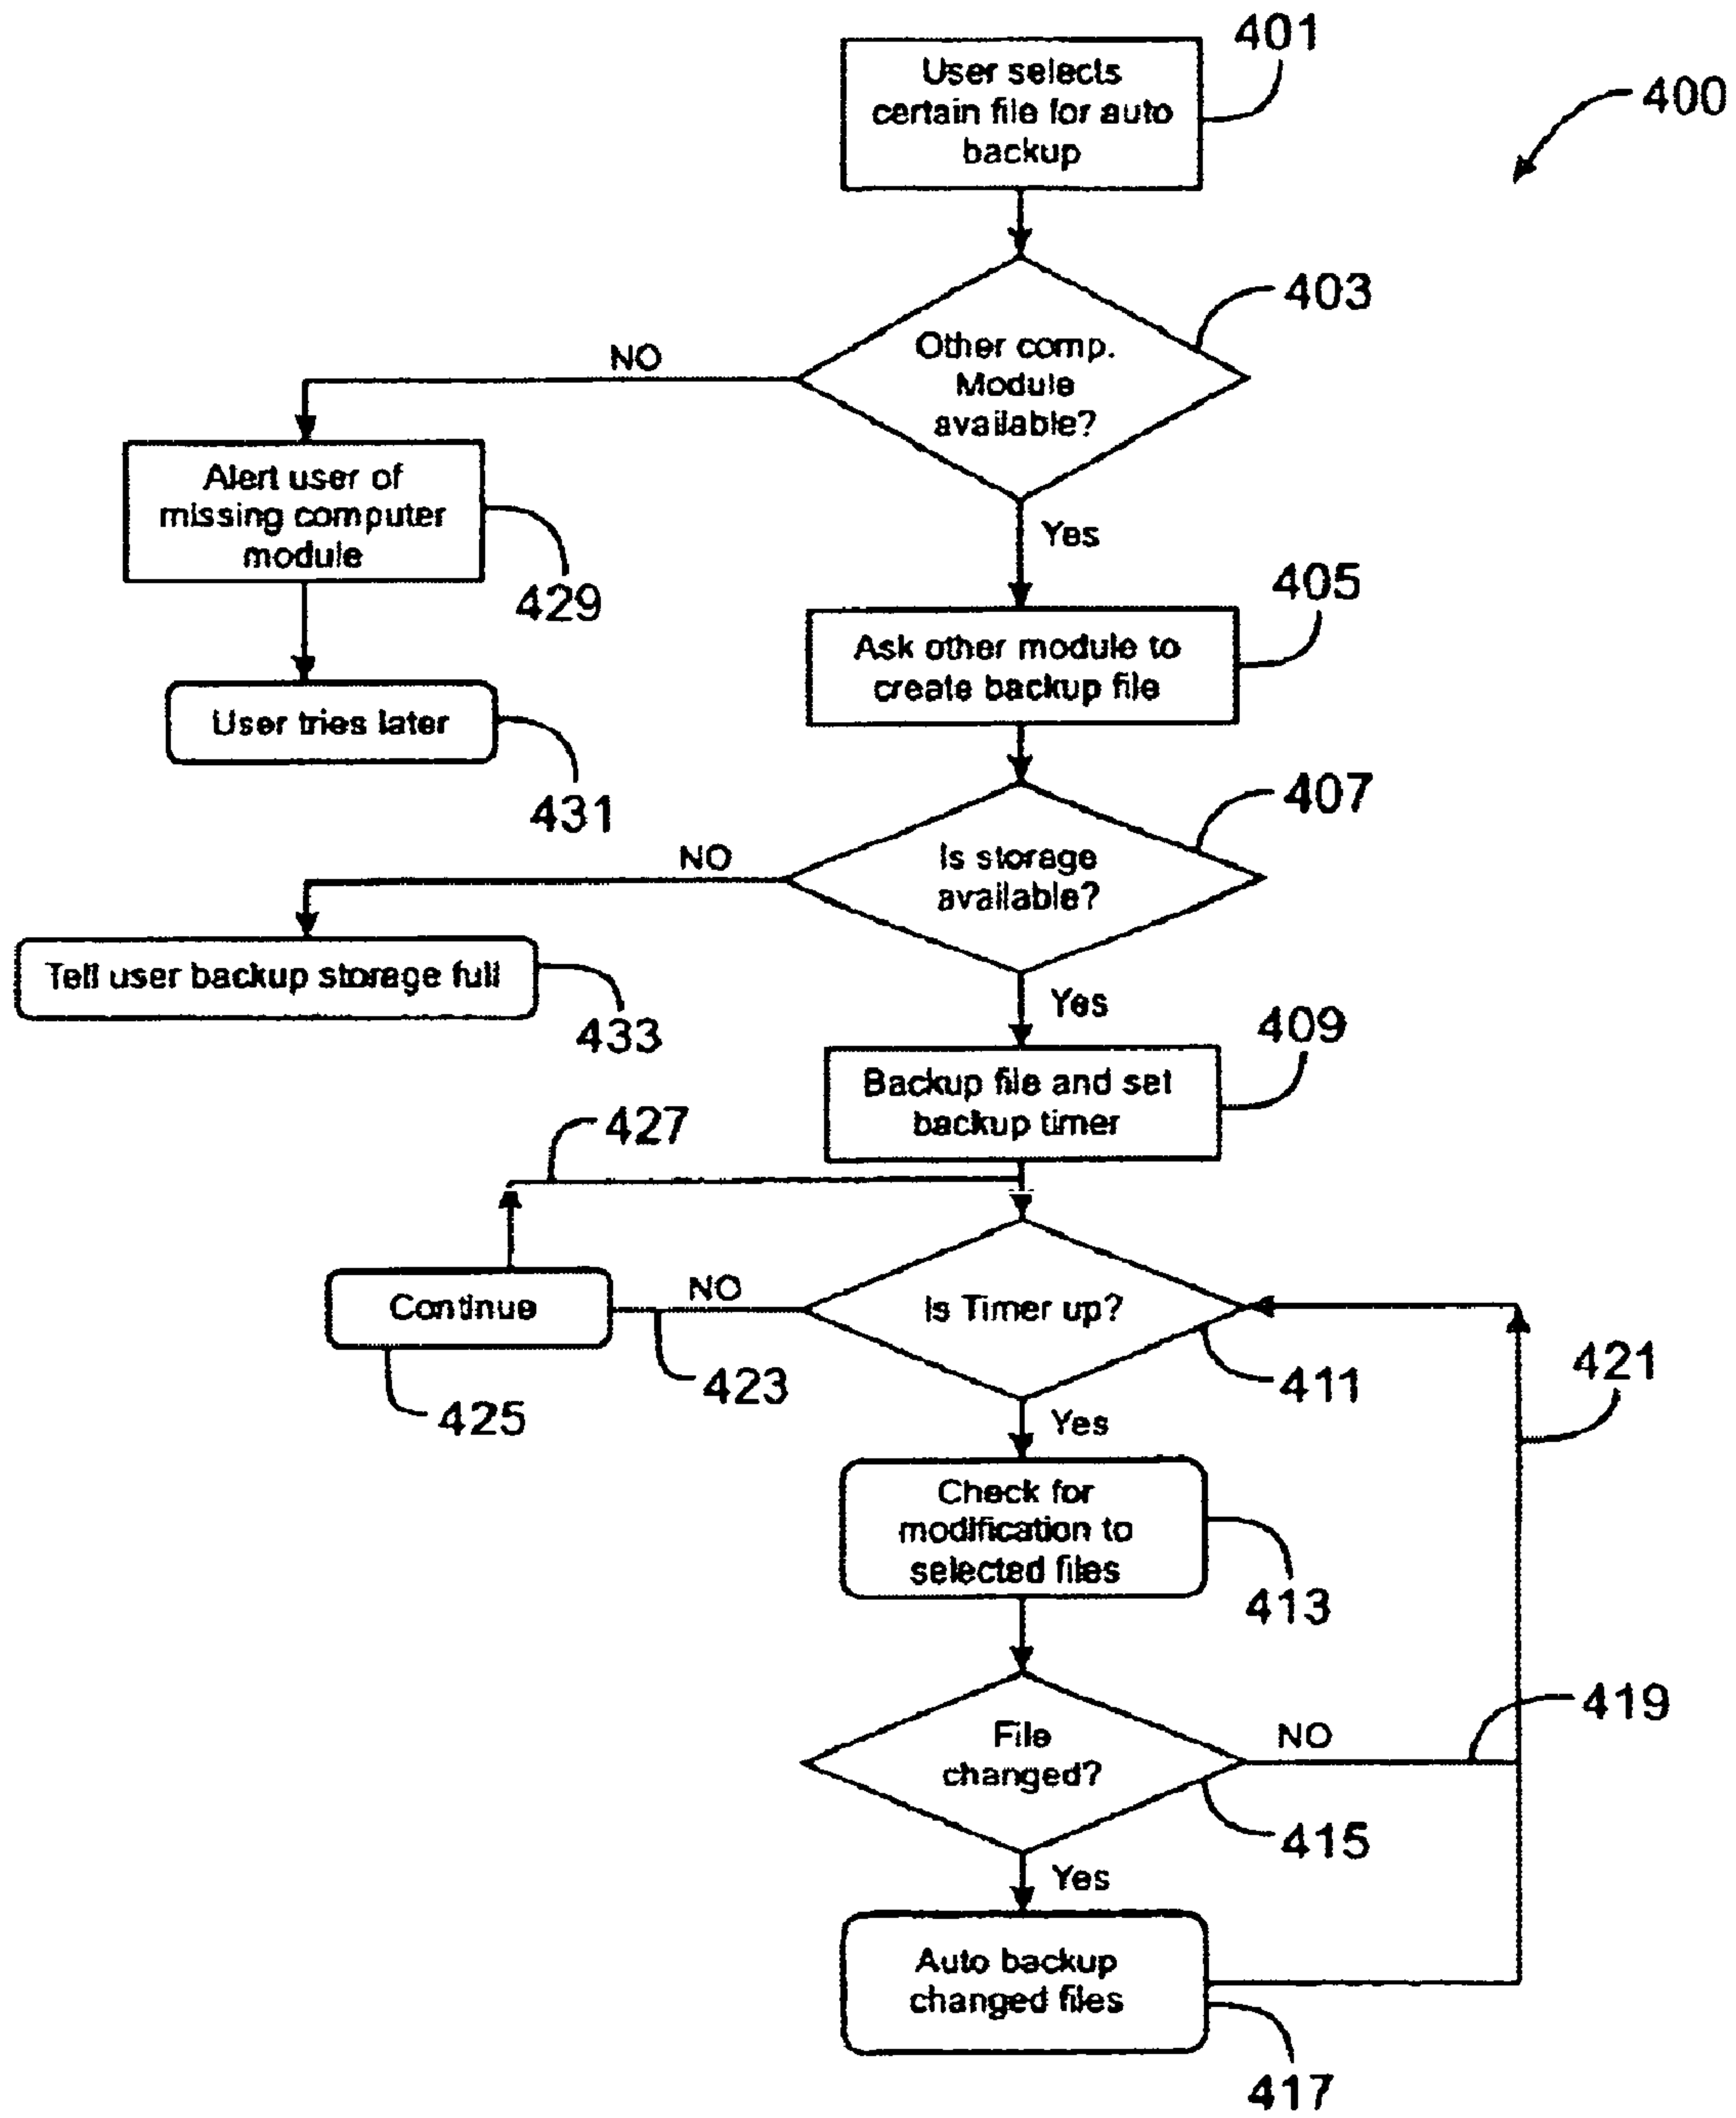 401
User selects
certain file for auto
backup
400
403
Other comp.
Module
available?
NO
Yes
Alert user of
missing computer
module
429
405
Ask other module to
create backup file
User tries later
431
407
Is storage
available?
NO
Yes
Tell user backup storage full
433
409
Backup file and set
backup timer
427
Is Timer up?
NO
Continue
423
425
411
421
Yes
Check for
modification to
selected files
413
File
changed?
NO
419
415
Yes
Auto backup
changed files
417